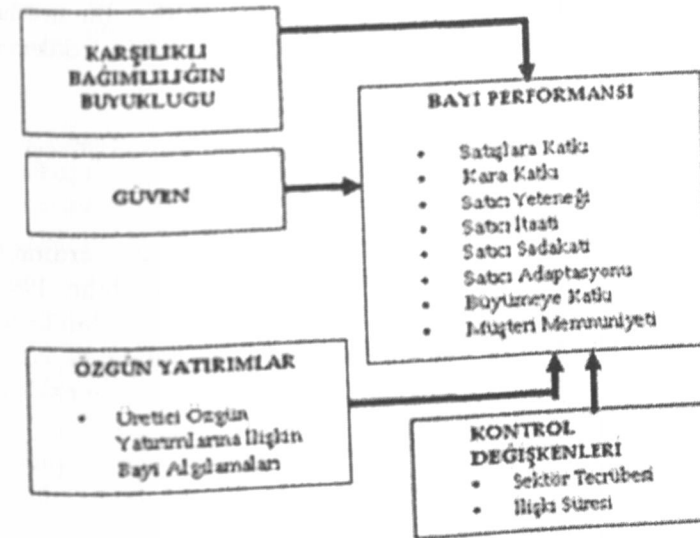 KARŞILIKLI
BAĞIMLILIĞIN
BUYUKLUGU
GÜVEN
BAYİ PERFORMANSI
• Satışlara Katkı
• Kara Katkı
• Satıcı Yeteneği
• Satıcı İtaati
• Satıcı Sadakati
• Satıcı Adaptasyonu
• Büyümeye Katkı
• Müşteri Memnuniyeti
ÖZGÜN YATIRIMLAR
• Üretici Özgün
Yatırımlarına İlişkin
Bayi Algılamaları
KONTROL
DEĞİŞKENLERİ
• Sektör Tecrübesi
• İlişki Süresi